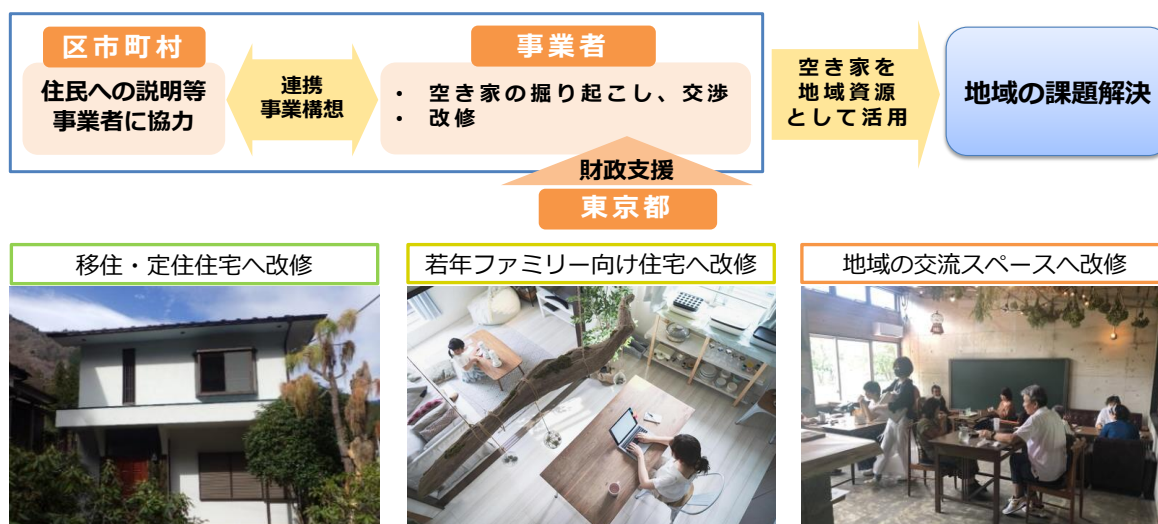 区市町村
住民への説明等
事業者に協力
連携
事業構想
事業者
・ 空き家の掘り起こし、交渉
・ 改修
財政支援
東京都
空き家を
地域資源
として活用
地域の課題解決
移住・定住住宅へ改修
若年ファミリー向け住宅へ改修
地域の交流スペースへ改修